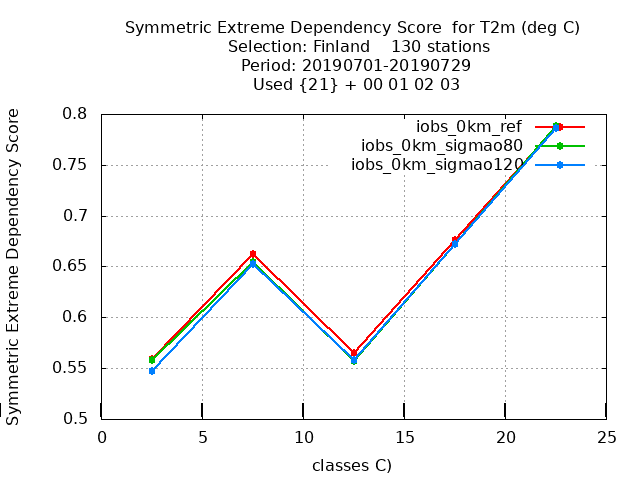 Symmetric Extreme Dependency Score  for T2m (deg C)
Selection: Finland    130 stations
Period: 20190701-20190729
Used {21} + 00 01 02 03
Symmetric Extreme Dependency Score
0.8
0.75
0.7
0.65
0.6
0.55
0.5
iobs_0km_ref
iobs_0km_sigmao80
iobs_0km_sigmao120
0 5 10 15 20 25
classes C)